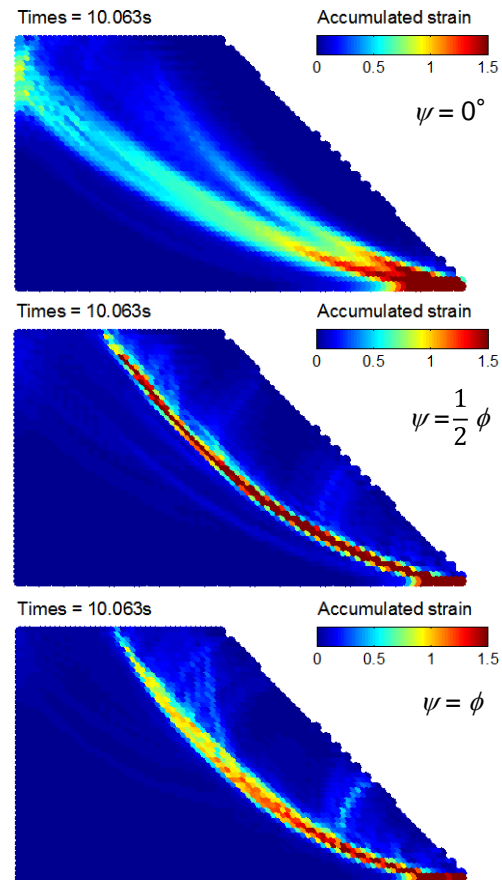 Times = 10.063s Accumulated strain
0 0.5 1 1.5
ψ = 0°
Times = 10.063s Accumulated strain
0 0.5 1 1.5
ψ = 1/2 ϕ
Times = 10.063s Accumulated strain
0 0.5 1 1.5
ψ = ϕ